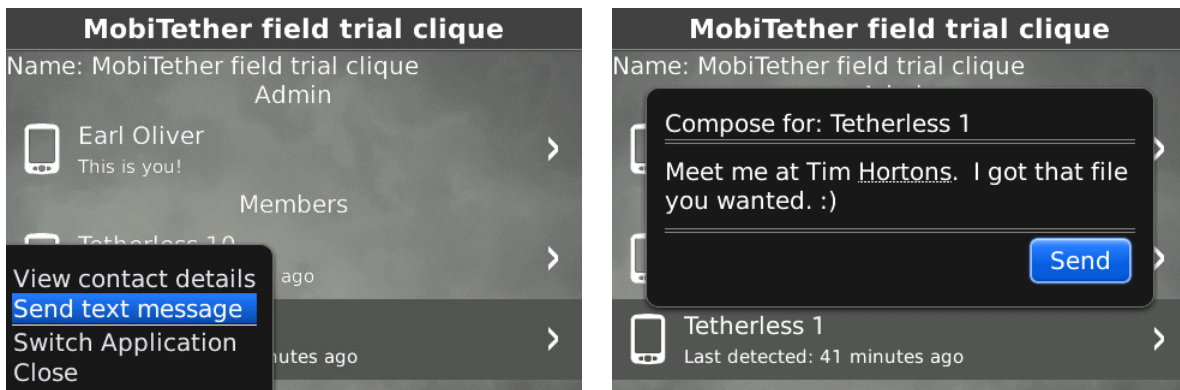 MobiTether field trial clique
Name: MobiTether field trial clique
Admin
Earl Oliver
This is you!
Members
Tetherless 10
ago
View contact details
Send text message
Switch Application
Close
minutes ago
MobiTether field trial clique
Name: MobiTether field trial clique
Compose for: Tetherless 1
Meet me at Tim Hortons. I got that file
you wanted. :)
Send
Tetherless 1
Last detected: 41 minutes ago